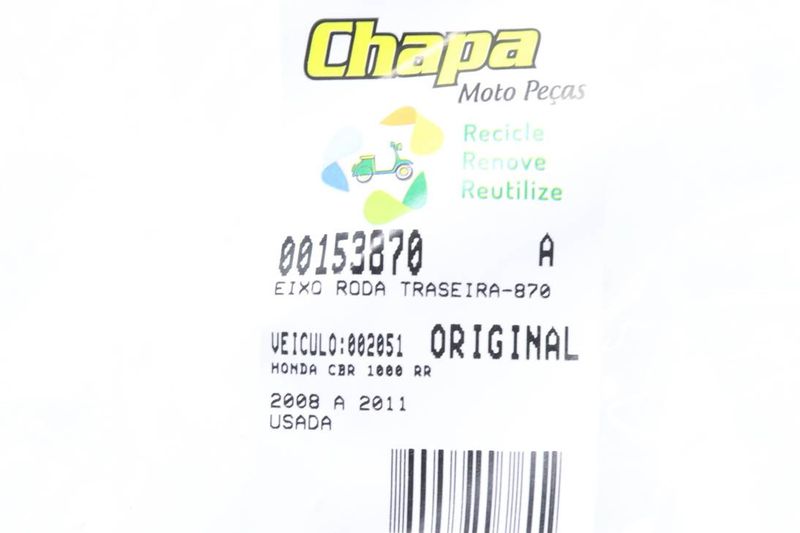 Chapa
Moto Peças
Recicle
Renove
Reutilize
00153870 A
EIXO RODA TRASEIRA-870
VEICULO:002051 ORIGINAL
HONDA CBR 1000 RR
2008 A 2011
USADA